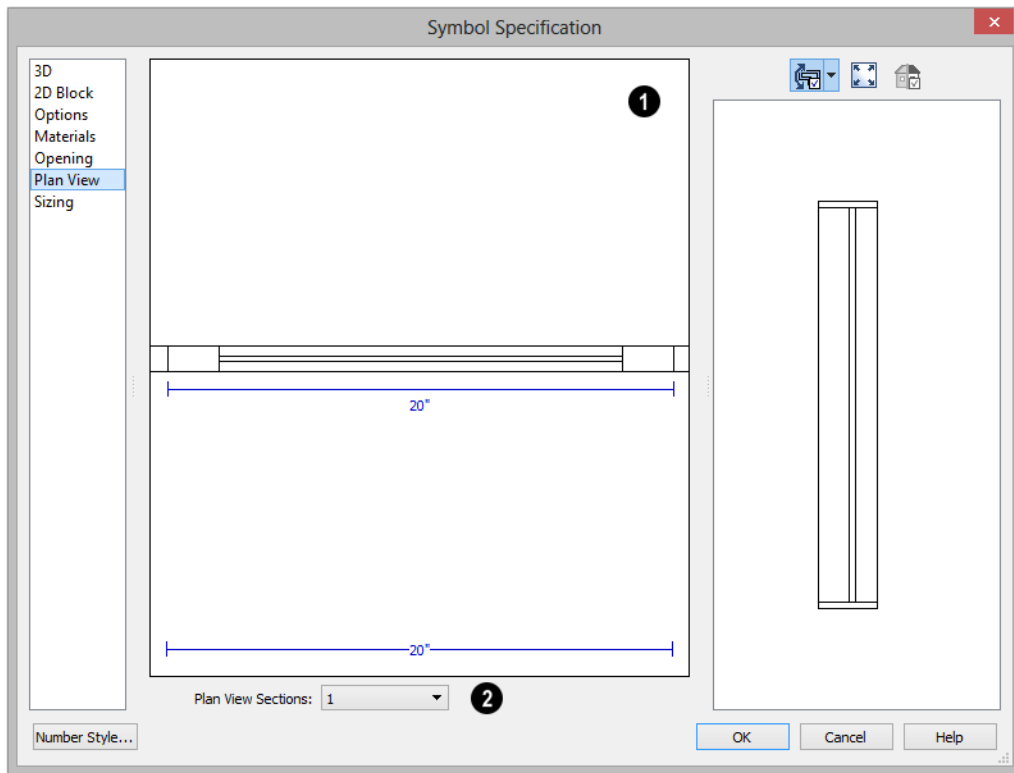 Symbol Specification
3D
2D Block
Options
Materials
Opening
Plan View
Sizing
1
20"
20"
Plan View Sections: 1
2
Number Style...
OK Cancel Help